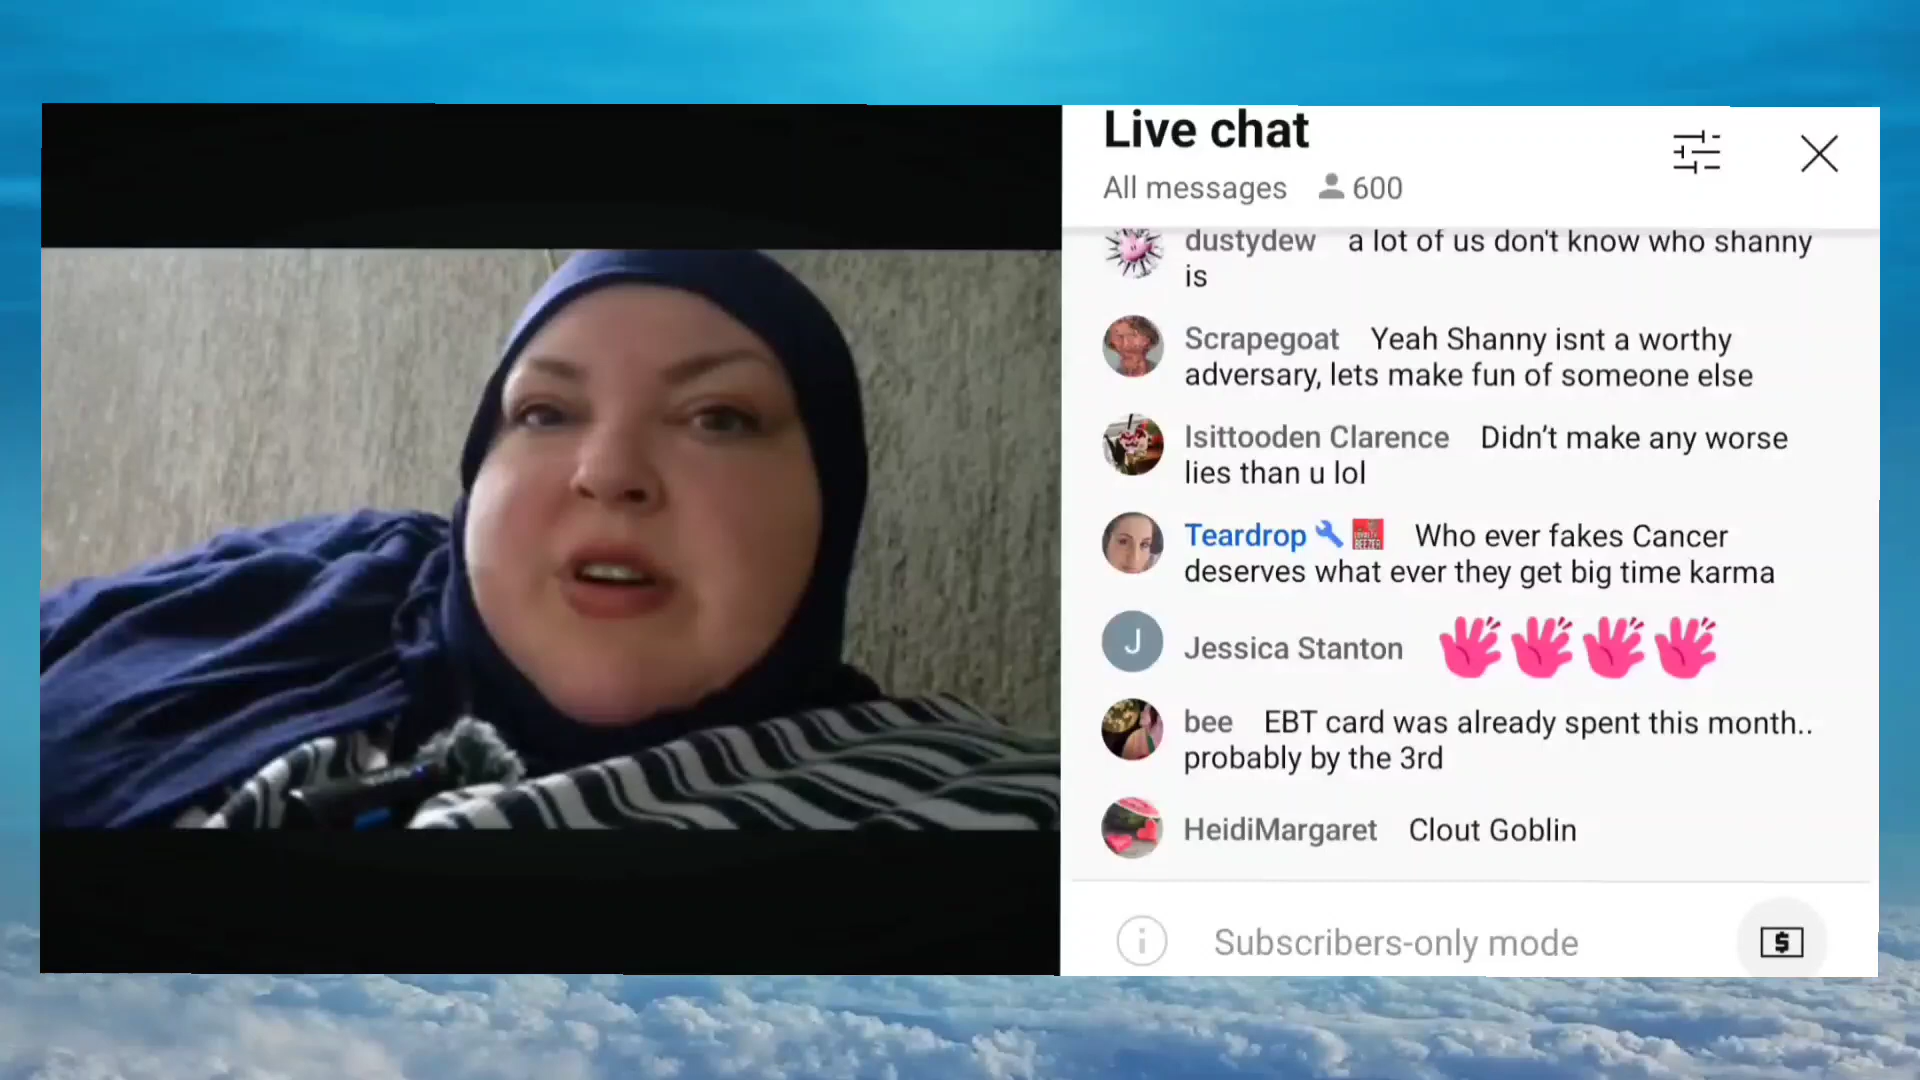 Live chat
All messages 600
dustydew a lot of us don't know who shanny
is
Scrapegoat Yeah Shanny isnt a worthy
adversary, lets make fun of someone else
Isittooden Clarence Didn’t make any worse
lies than u lol
Teardrop Who ever fakes Cancer
deserves what ever they get big time karma
J
Jessica Stanton
bee EBT card was already spent this month..
probably by the 3rd
HeidiMargaret Clout Goblin
Subscribers-only mode
$